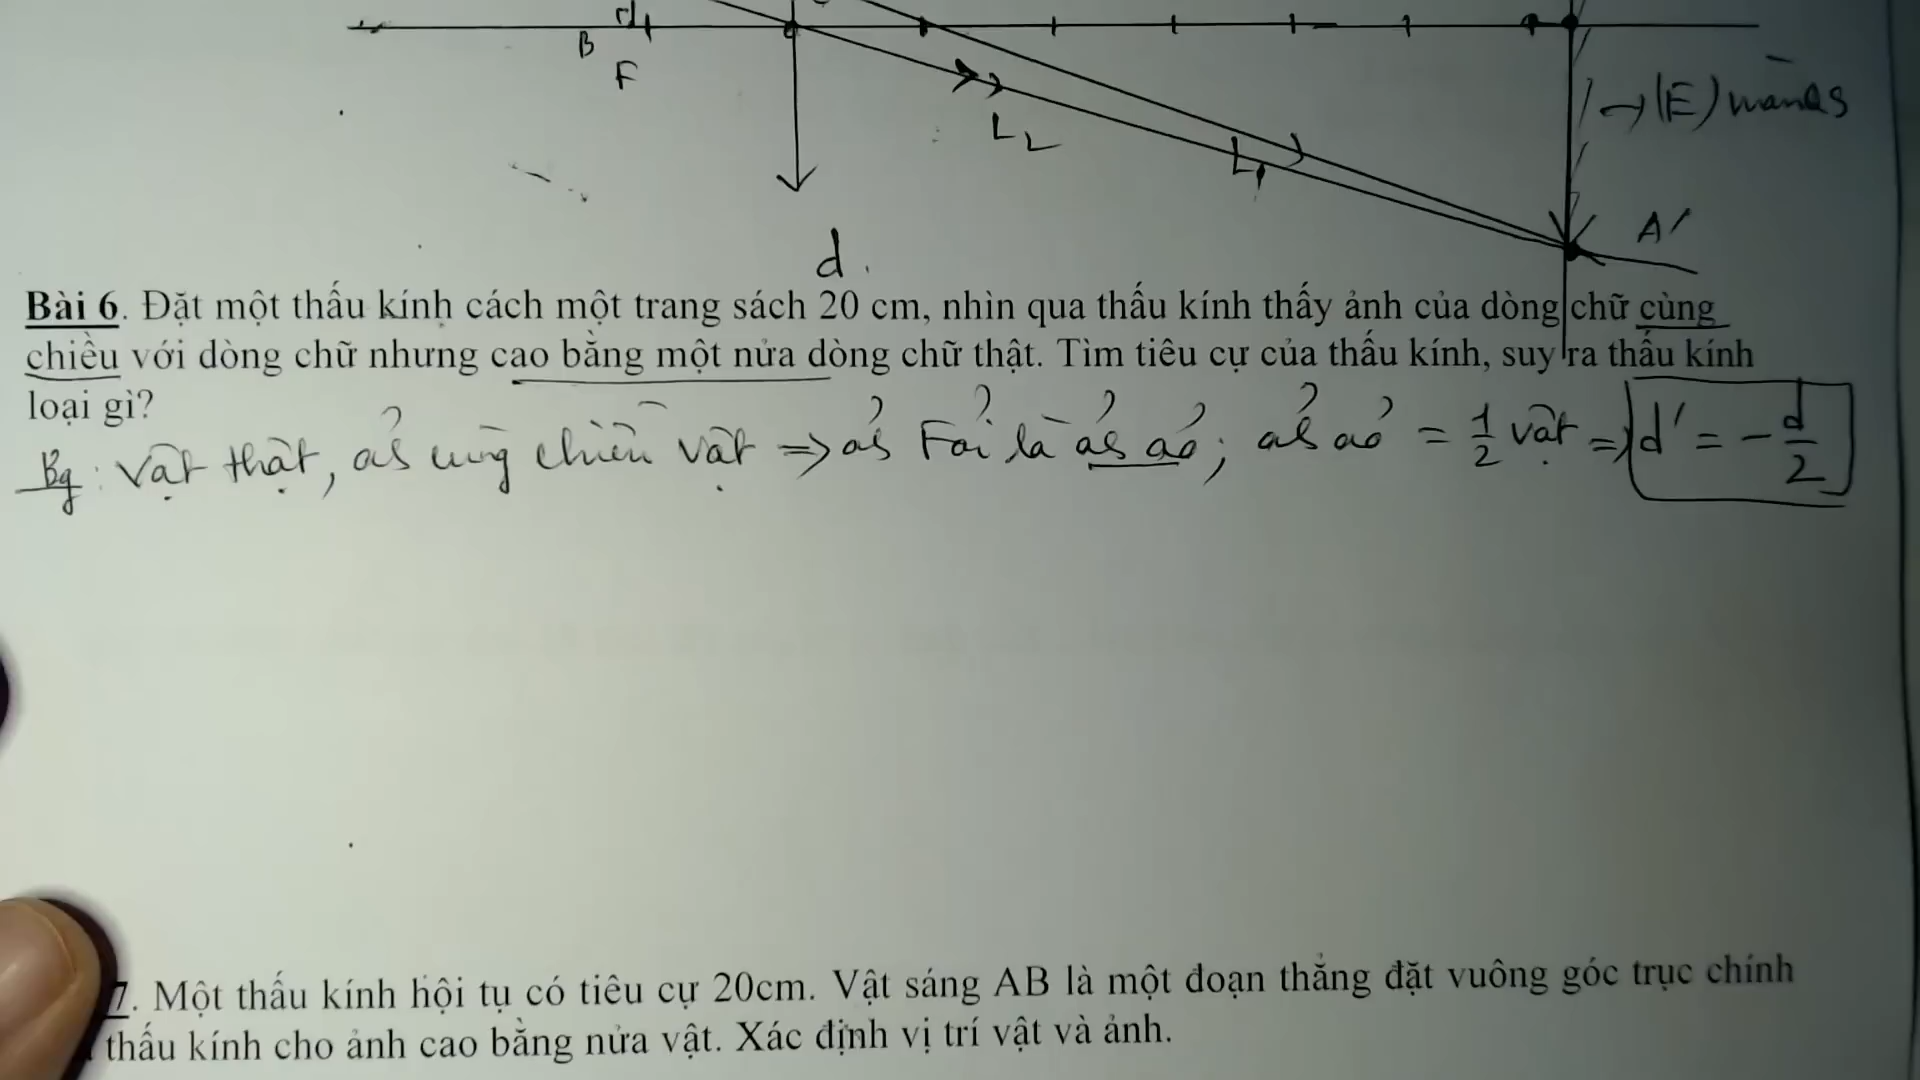 d
B
F
→(E) màn
L₂
L₁
A'
d
Bài 6. Đặt một thấu kính cách một trang sách 20 cm, nhìn qua thấu kính thấy ảnh của dòng chữ cùng
chiều với dòng chữ nhưng cao bằng một nửa dòng chữ thật. Tìm tiêu cự của thấu kính, suy ra thấu kính
loại gì?
Bg: Vật thật, ảs cùng chiều vật => ảs Fải là ảs ảo; ảs ảo = 1/2 vật => d' = -d/2
7. Một thấu kính hội tụ có tiêu cự 20cm. Vật sáng AB là một đoạn thẳng đặt vuông góc trục chính
thấu kính cho ảnh cao bằng nửa vật. Xác định vị trí vật và ảnh.